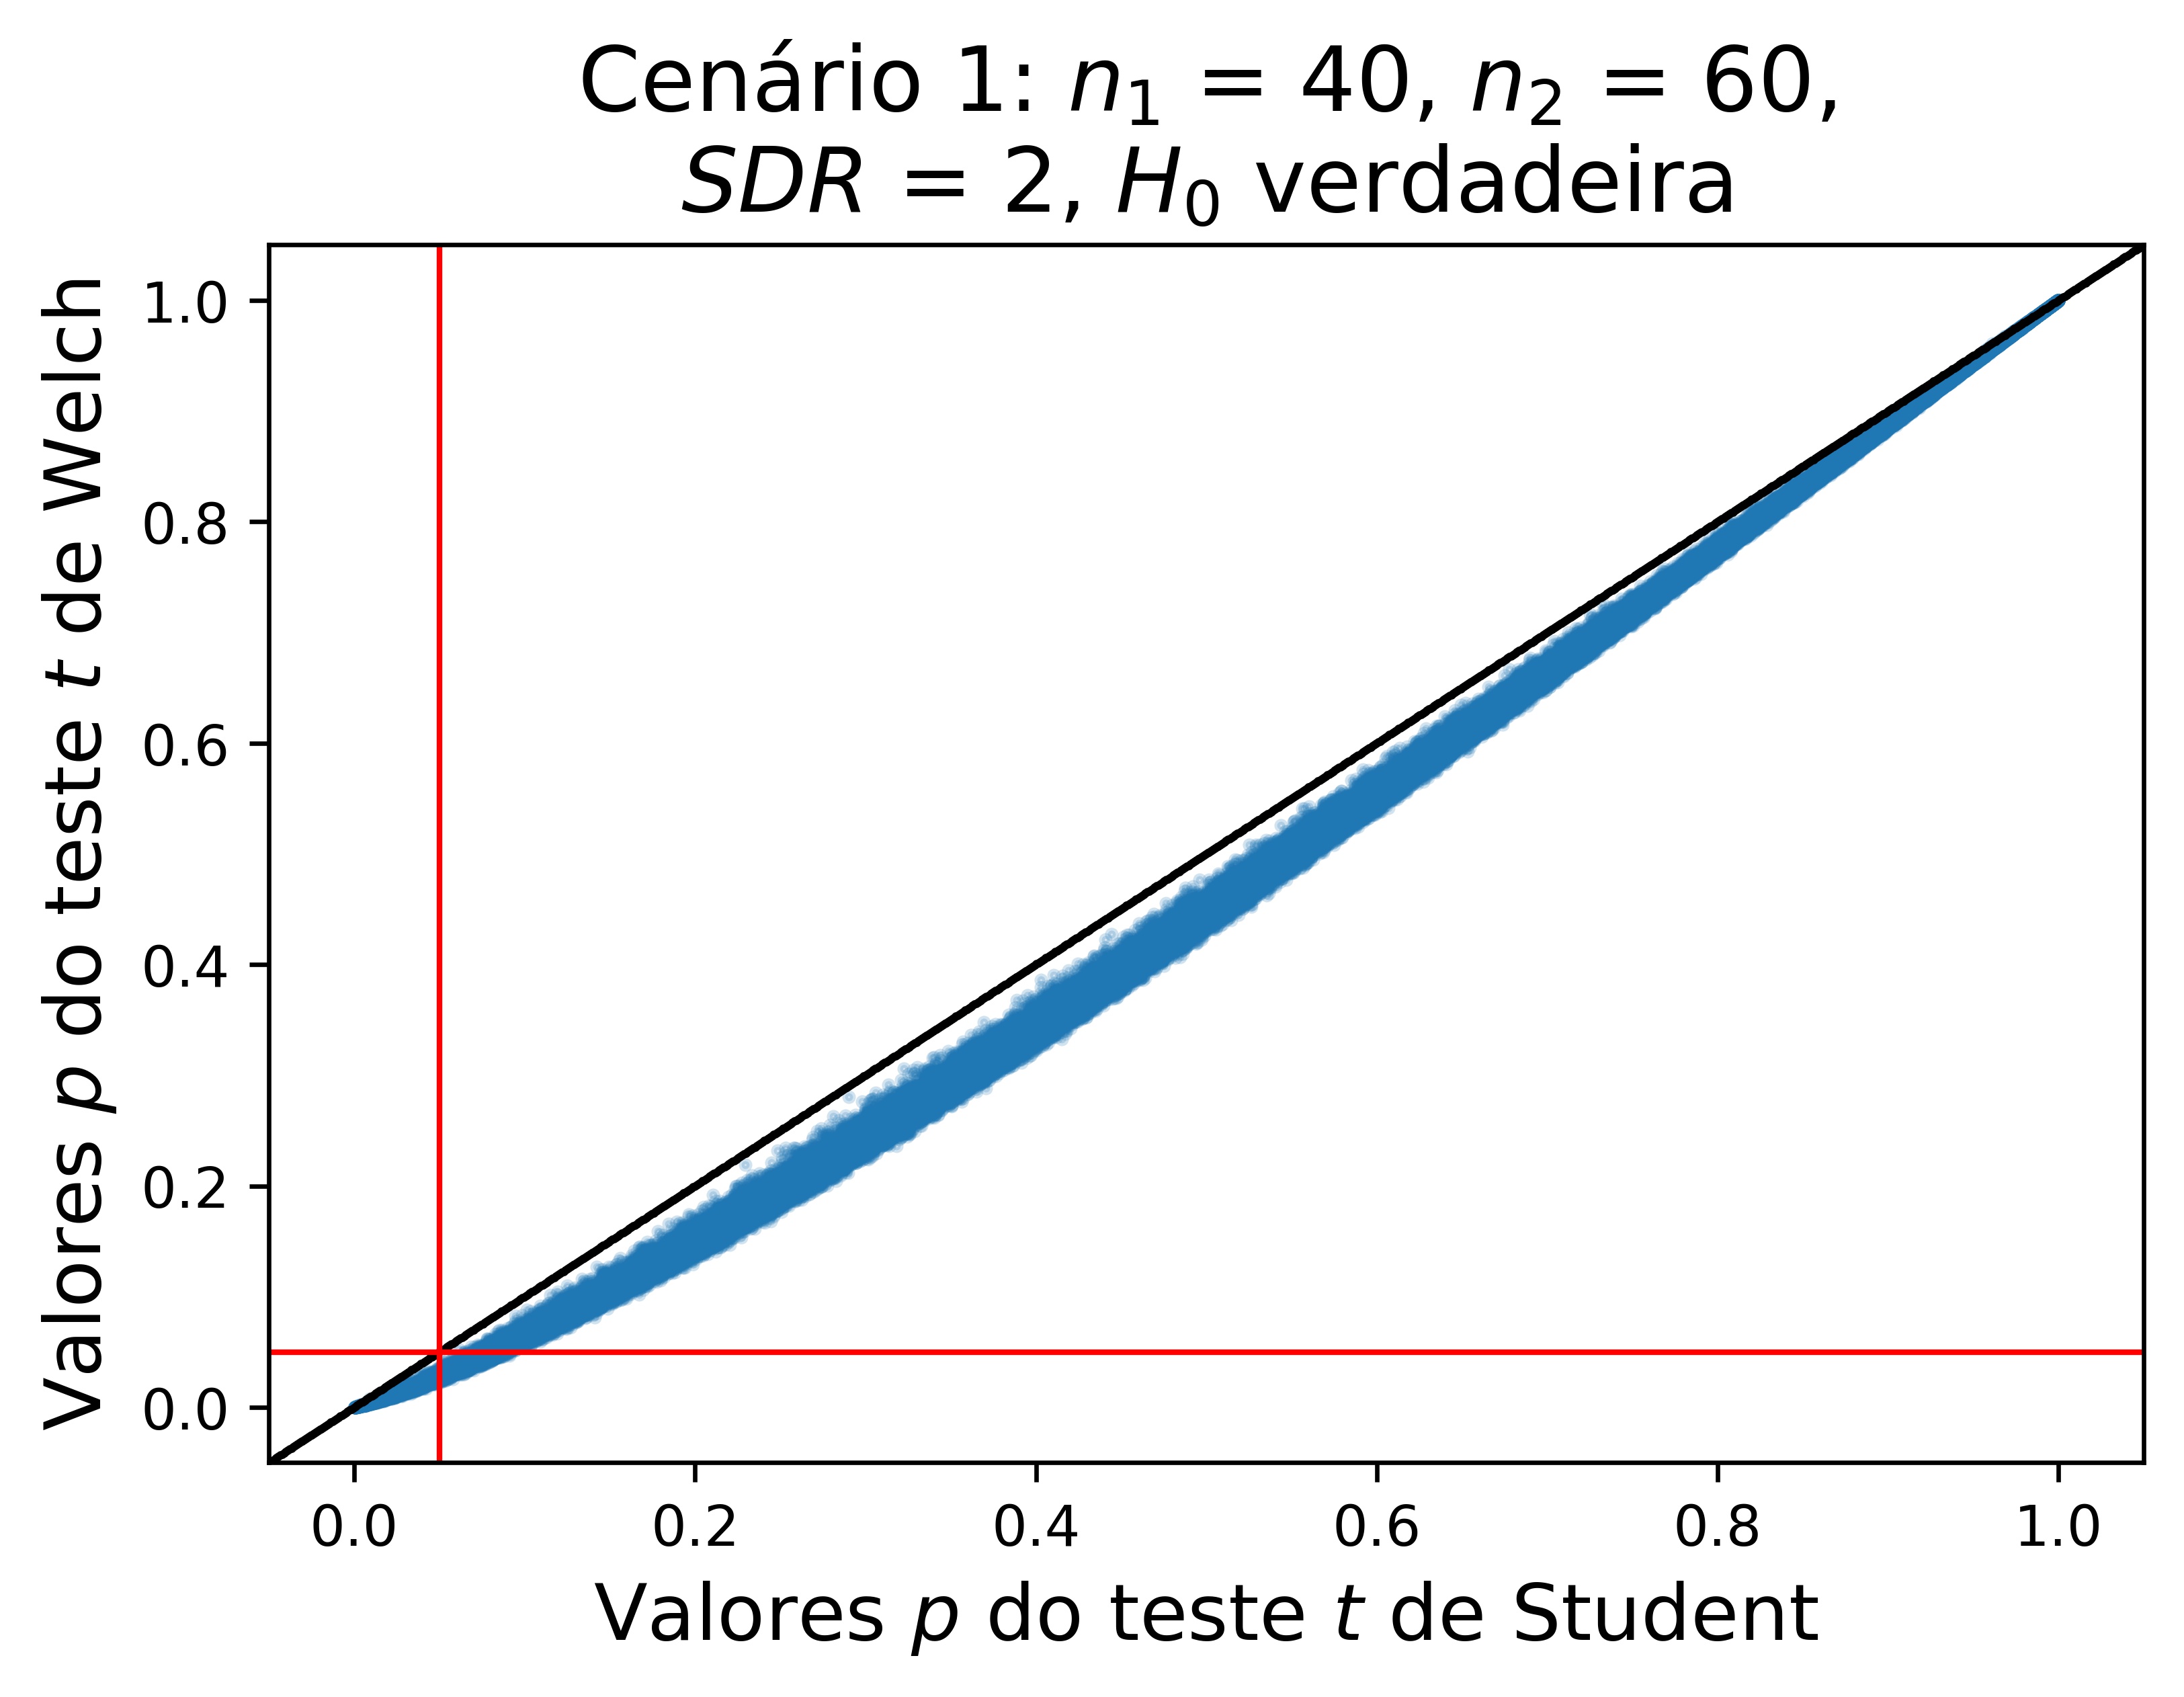 Cenário 1: n₁ = 40, n₂ = 60,
SDR = 2, H₀ verdadeira
Valores p do teste t de Welch
1.0
0.8
0.6
0.4
0.2
0.0
0.0 0.2 0.4 0.6 0.8 1.0
Valores p do teste t de Student